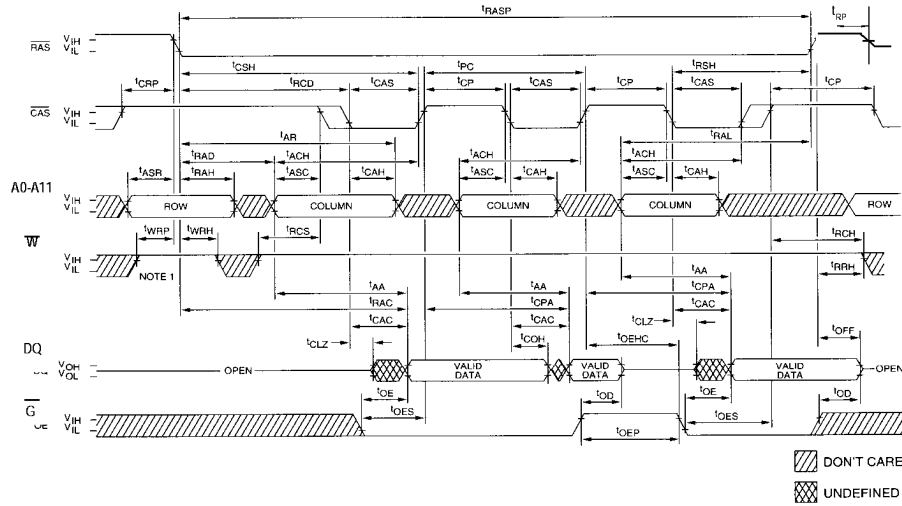 tRASP
tRP
RAS VIH
VIL
tCSH tPC tRSH
tCRP tRCD tCAS tCP tCAS tCP tCAS tCP
CAS VIH
VIL
tAR tRAL
tRAD tACH tACH tACH
tASR tRAH tASC tCAH tASC tCAH tASC tCAH
A0-A11 VIH
VIL
ROW COLUMN COLUMN COLUMN ROW
W
tWRP tWRH tRCS tRCH
VIH
VIL
NOTE 1
tRRH
tAA tAA tAA
tRAC tCPA tCPA
tCAC tCAC tCAC
tCLZ tCOH tOEHC tCLZ tOFF
DQ
VOH
VOL
OPEN VALID DATA VALID DATA VALID DATA OPEN
tOE tOD tOE tOD
tOES tOES
G
OE VIH
VIL
tOEP
DON'T CARE
UNDEFINED